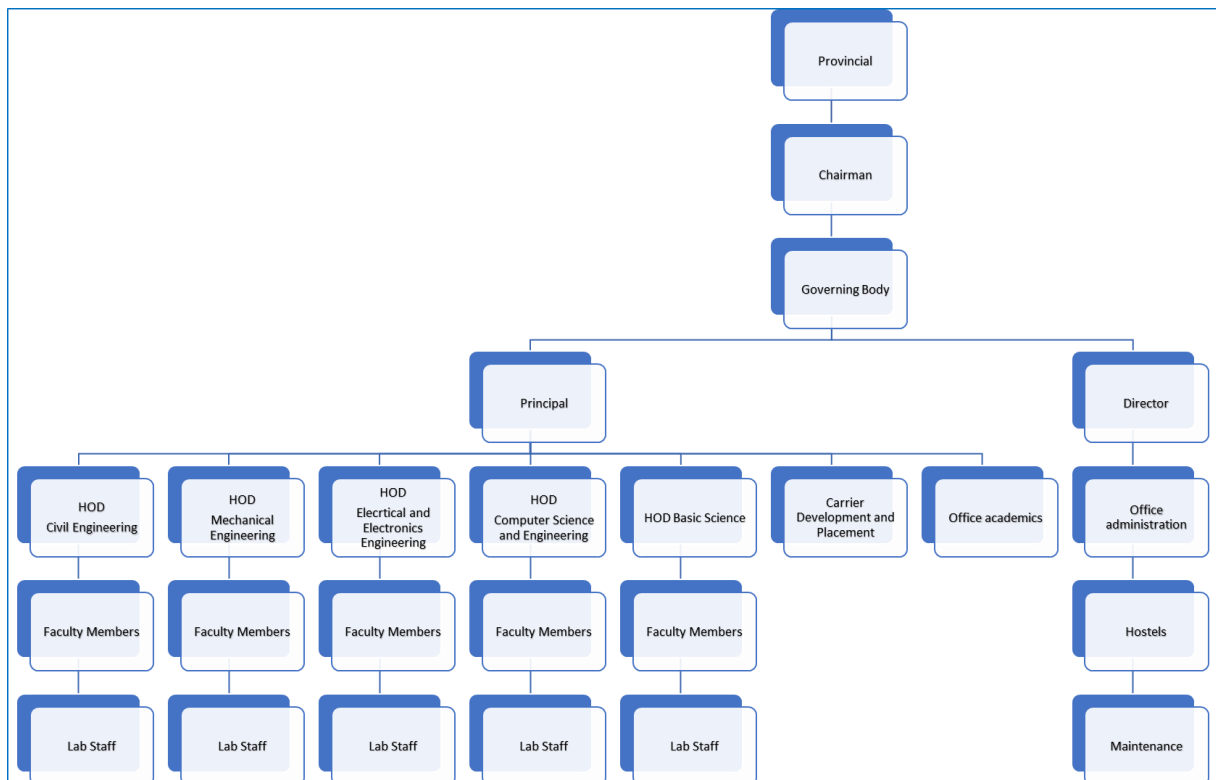 Provincial
Chairman
Governing Body
Principal
Director
HOD
Civil Engineering
HOD
Mechanical
Engineering
HOD
Elecrtical and
Electronics
Engineering
HOD
Computer Science
and Engineering
HOD Basic Science
Carrier
Development and
Placement
Office academics
Office
administration
Faculty Members
Faculty Members
Faculty Members
Faculty Members
Faculty Members
Hostels
Lab Staff
Lab Staff
Lab Staff
Lab Staff
Lab Staff
Maintenance